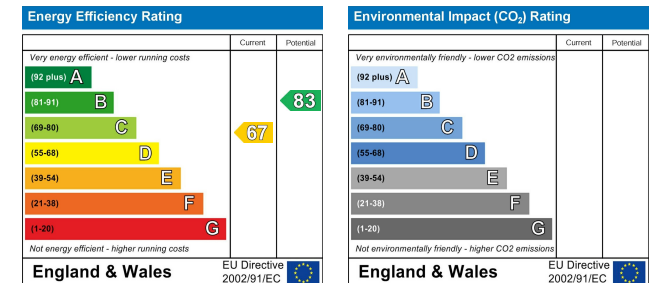 Energy Efficiency Rating
Current Potential
Very energy efficient - lower running costs
(92 plus) A
(81-91) B
83
(69-80) C
67
(55-68) D
(39-54) E
(21-38) F
(1-20) G
Not energy efficient - higher running costs
England & Wales
EU Directive
2002/91/EC
Environmental Impact (CO₂) Rating
Current Potential
Very environmentally friendly - lower CO2 emissions
(92 plus) A
(81-91) B
(69-80) C
(55-68) D
(39-54) E
(21-38) F
(1-20) G
Not environmentally friendly - higher CO2 emissions
England & Wales
EU Directive
2002/91/EC